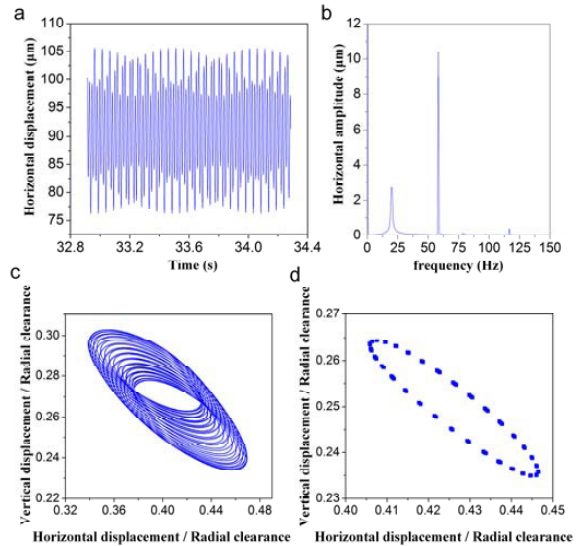 a
Horizontal displacement (μm)
110
105
100
95
90
85
80
75
32.8 33.2 33.6 34.0 34.4
Time (s)
b
Horizontal amplitude (μm)
12
10
8
6
4
2
0
0 25 50 75 100 125 150
frequency (Hz)
c
Vertical displacement / Radial clearance
0.30
0.28
0.26
0.24
0.22
0.32 0.36 0.40 0.44 0.48
Horizontal displacement / Radial clearance
d
Vertical displacement / Radial clearance
0.27
0.26
0.25
0.24
0.23
0.40 0.41 0.42 0.43 0.44 0.45
Horizontal displacement / Radial clearance